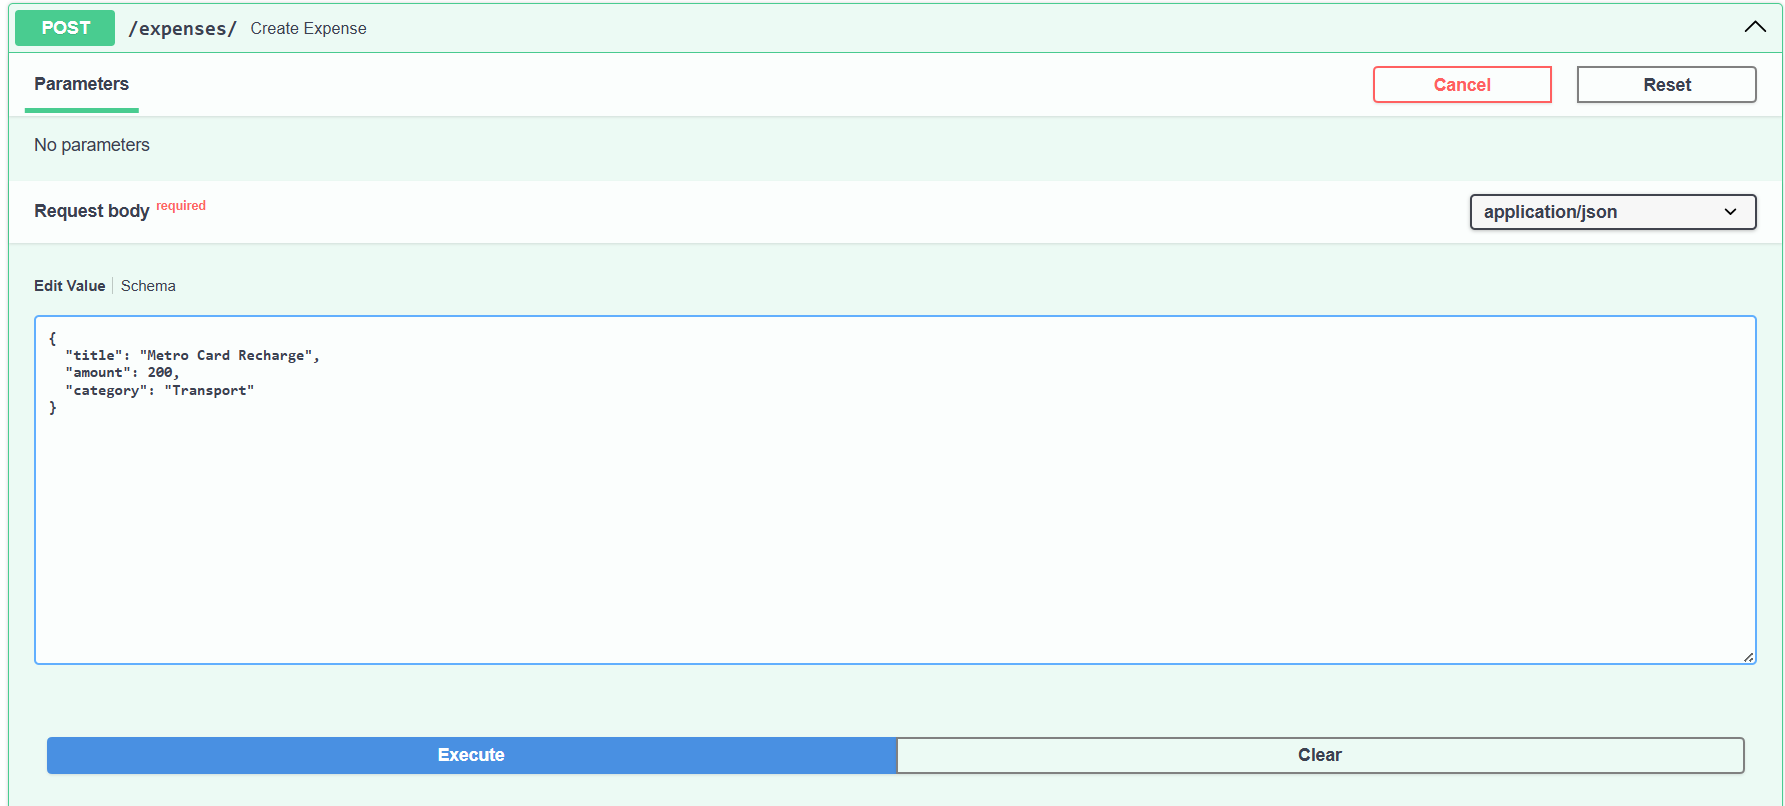 POST /expenses/ Create Expense
Parameters
Cancel
Reset
No parameters
Request body required
application/json
Edit Value | Schema
{
  "title": "Metro Card Recharge",
  "amount": 200,
  "category": "Transport"
}
Execute
Clear